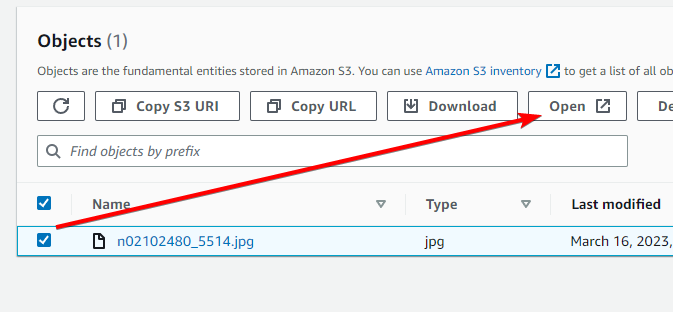 Objects (1)
Objects are the fundamental entities stored in Amazon S3. You can use Amazon S3 inventory to get a list of all ob
Copy S3 URI Copy URL Download Open De
Find objects by prefix
Name Type Last modified
n02102480_5514.jpg jpg March 16, 2023,